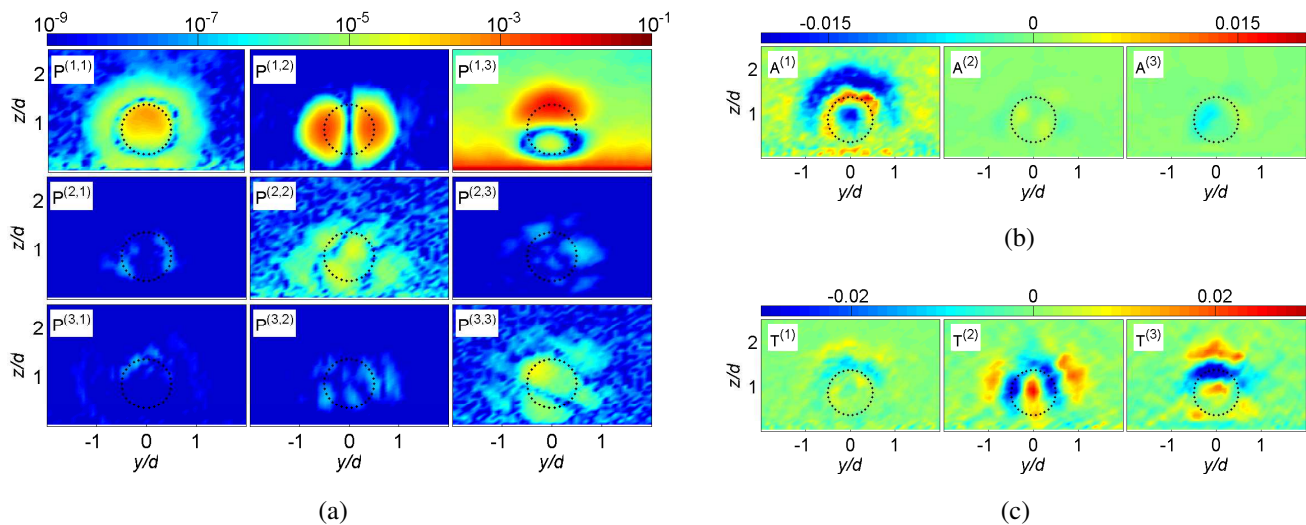 10^-9 10^-7 10^-5 10^-3 10^-1
P^(1,1) P^(1,2) P^(1,3)
2
z/d
1
P^(2,1) P^(2,2) P^(2,3)
2
z/d
1
P^(3,1) P^(3,2) P^(3,3)
2
z/d
1
-1 0 1 -1 0 1 -1 0 1
y/d y/d y/d
(a)
-0.015 0 0.015
A^(1) A^(2) A^(3)
2
z/d
1
-1 0 1 -1 0 1 -1 0 1
y/d y/d y/d
(b)
-0.02 0 0.02
T^(1) T^(2) T^(3)
2
z/d
1
-1 0 1 -1 0 1 -1 0 1
y/d y/d y/d
(c)